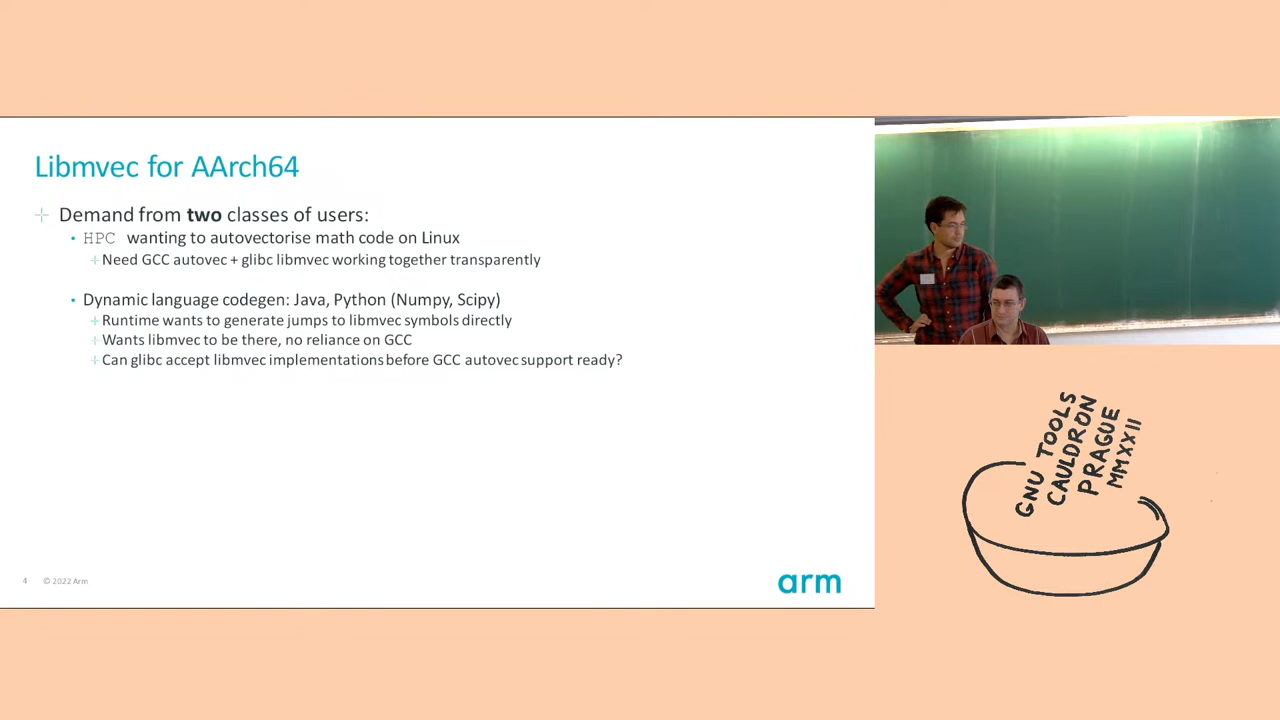 Libmvec for AArch64
Demand from two classes of users:
HPC wanting to autovectorise math code on Linux
Need GCC autovec + glibc libmvec working together transparently
Dynamic language codegen: Java, Python (Numpy, Scipy)
Runtime wants to generate jumps to libmvec symbols directly
Wants libmvec to be there, no reliance on GCC
Can glibc accept libmvec implementations before GCC autovec support ready?
4 © 2022 Arm
arm
GNU TOOLS
CAULDRON
PRAGUE
MMXXII